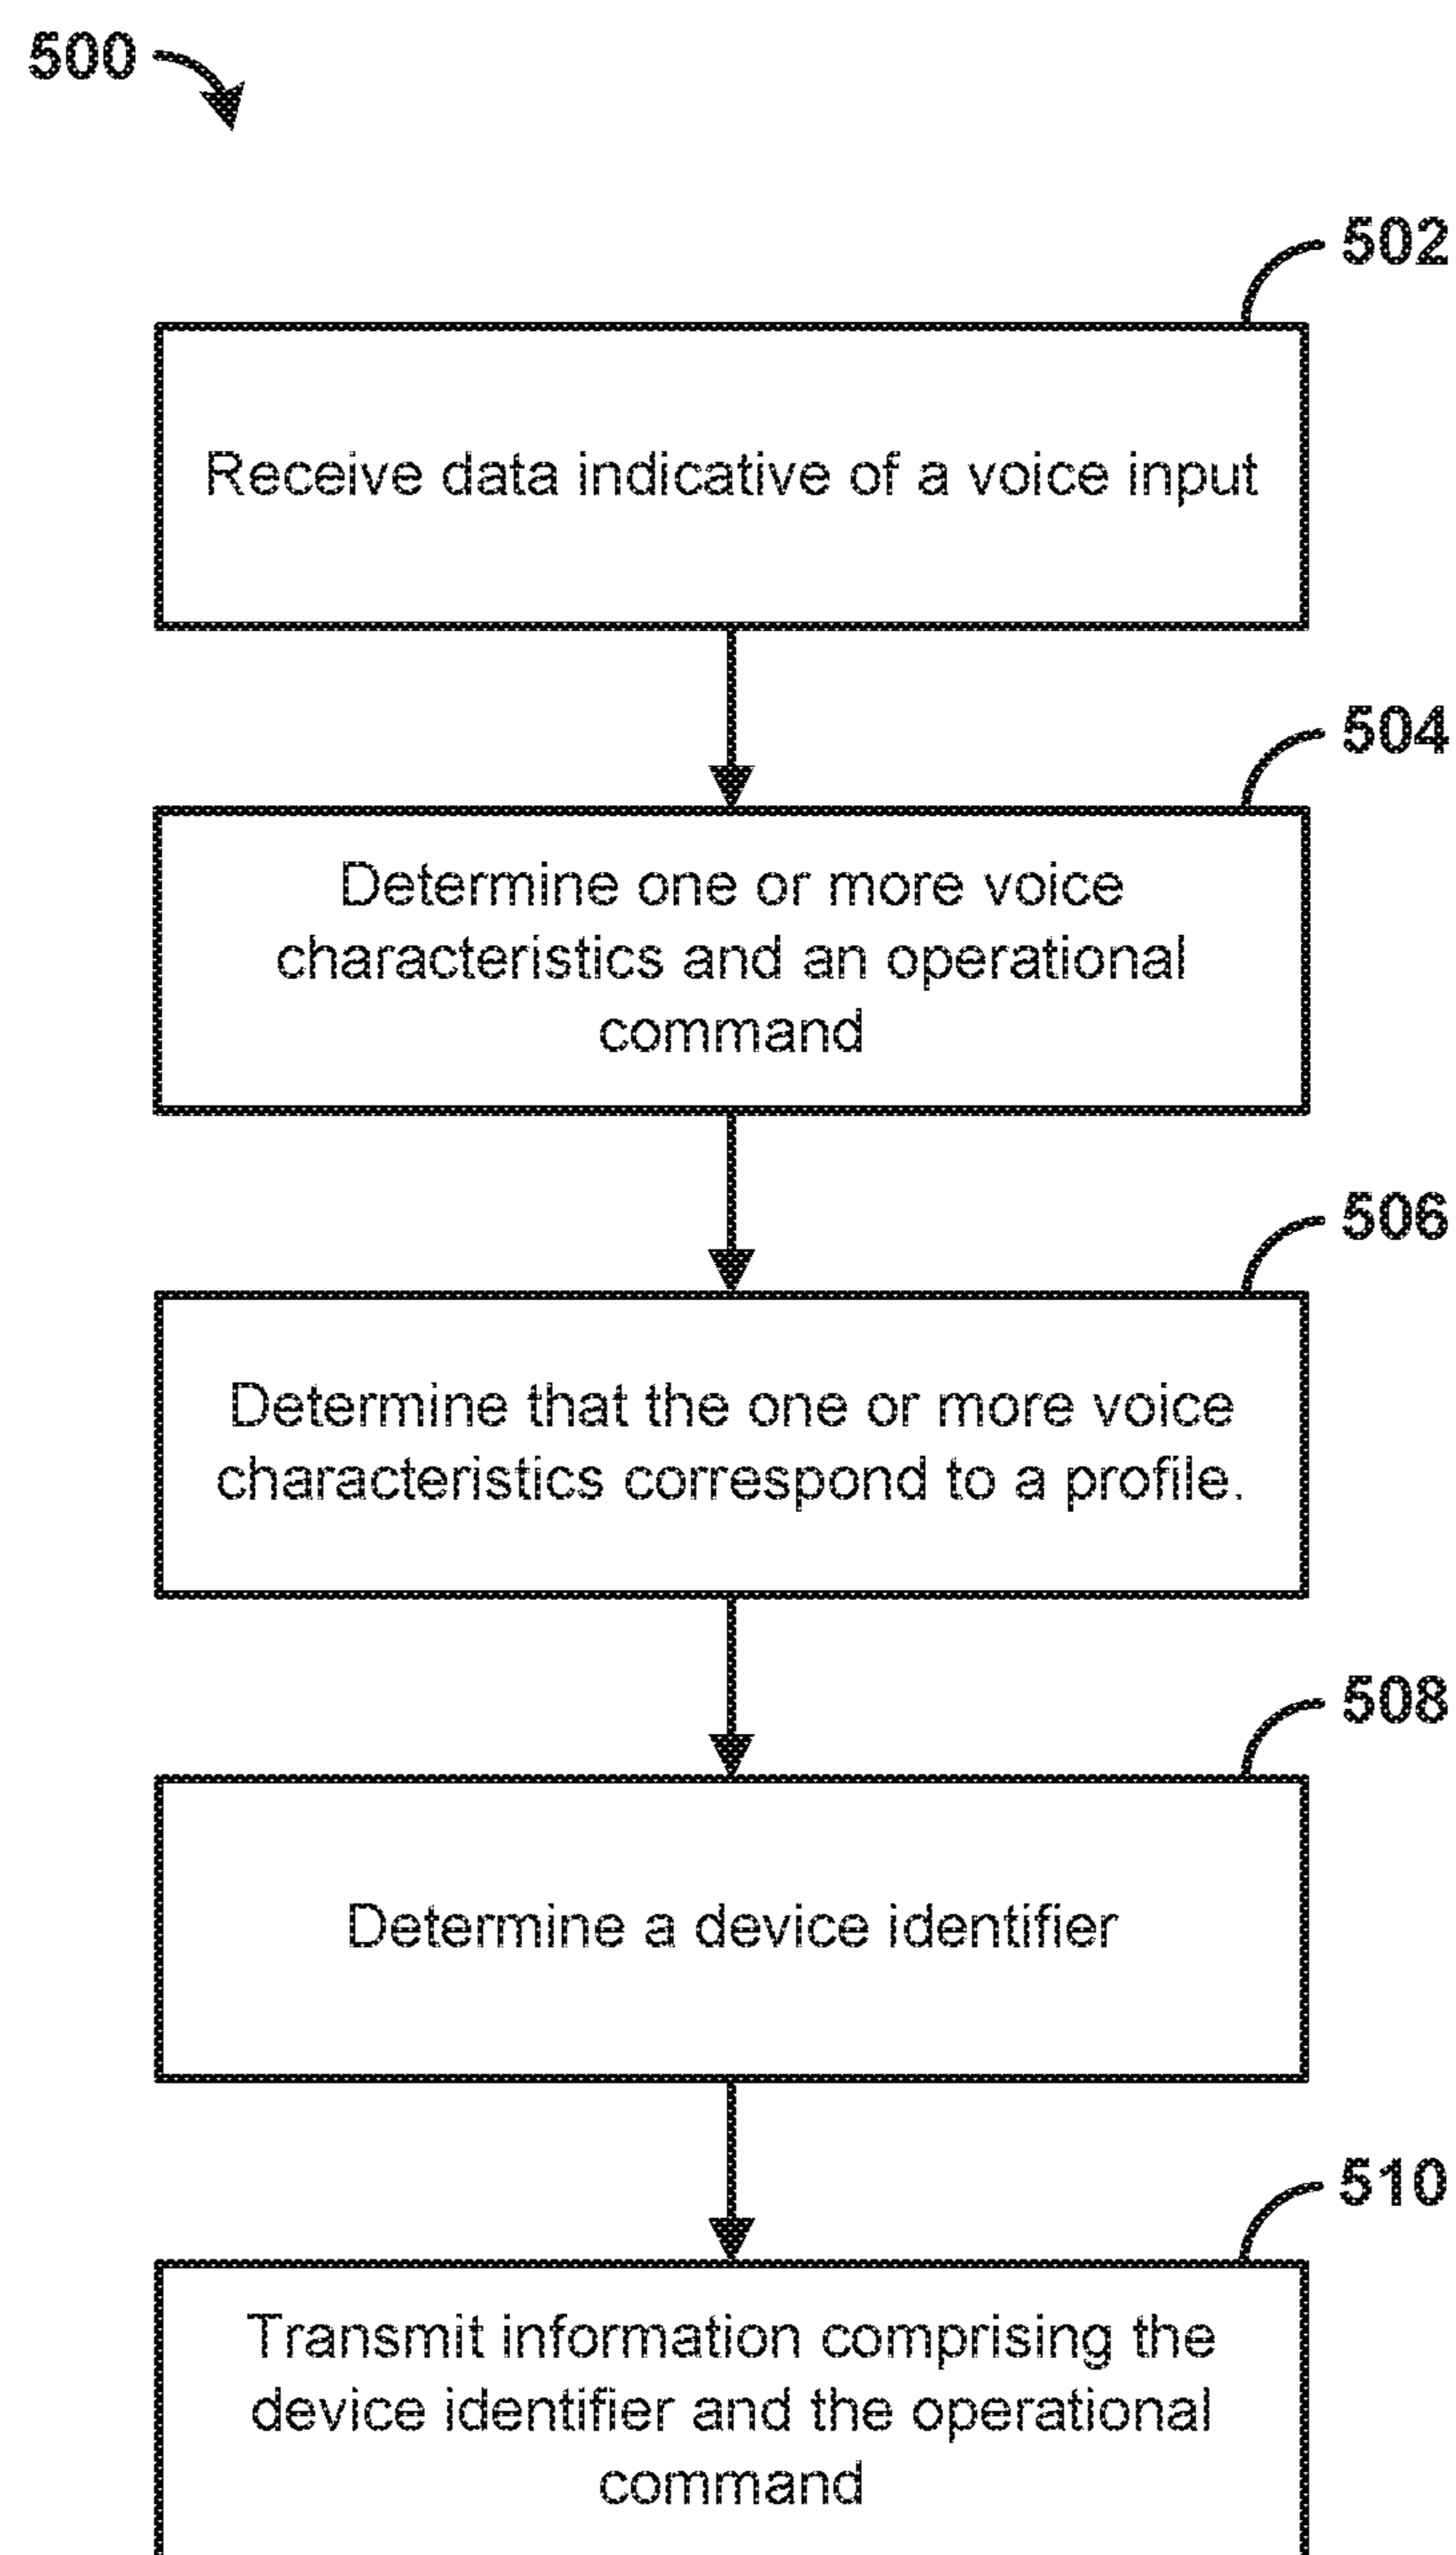 500
502
Receive data indicative of a voice input
504
Determine one or more voice
characteristics and an operational
command
506
Determine that the one or more voice
characteristics correspond to a profile.
508
Determine a device identifier
510
Transmit information comprising the
device identifier and the operational
command